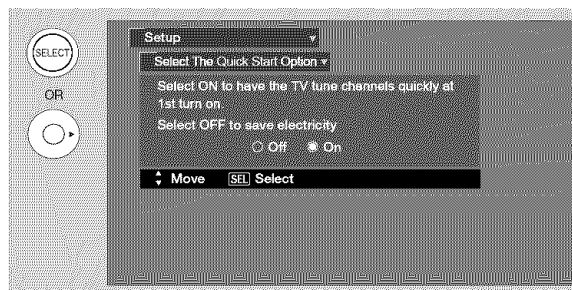 SELECT
OR
Setup
Select The Quick Start Option
Select ON to have the TV tune channels quickly at
1st turn on.
Select OFF to save electricity
Off On
Move SEL Select